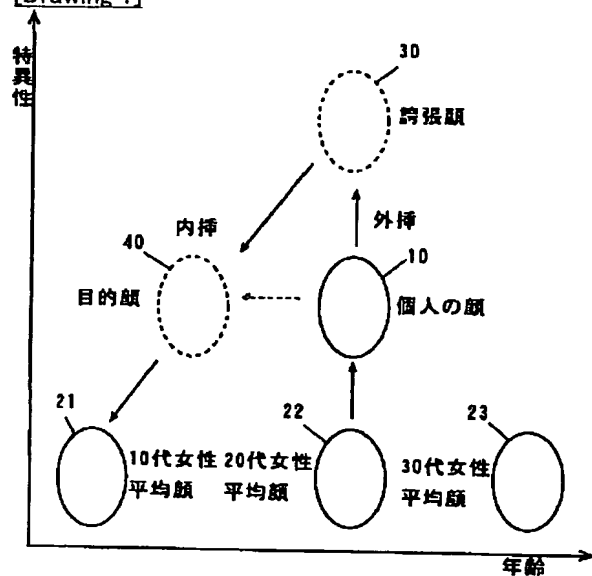 [Drawing
特異性
30
誇張顔
外挿
内挿
40
10
目的顔
個人の顔
21
22
23
10代女性
平均顔
20代女性
平均顔
30代女性
平均顔
年齢